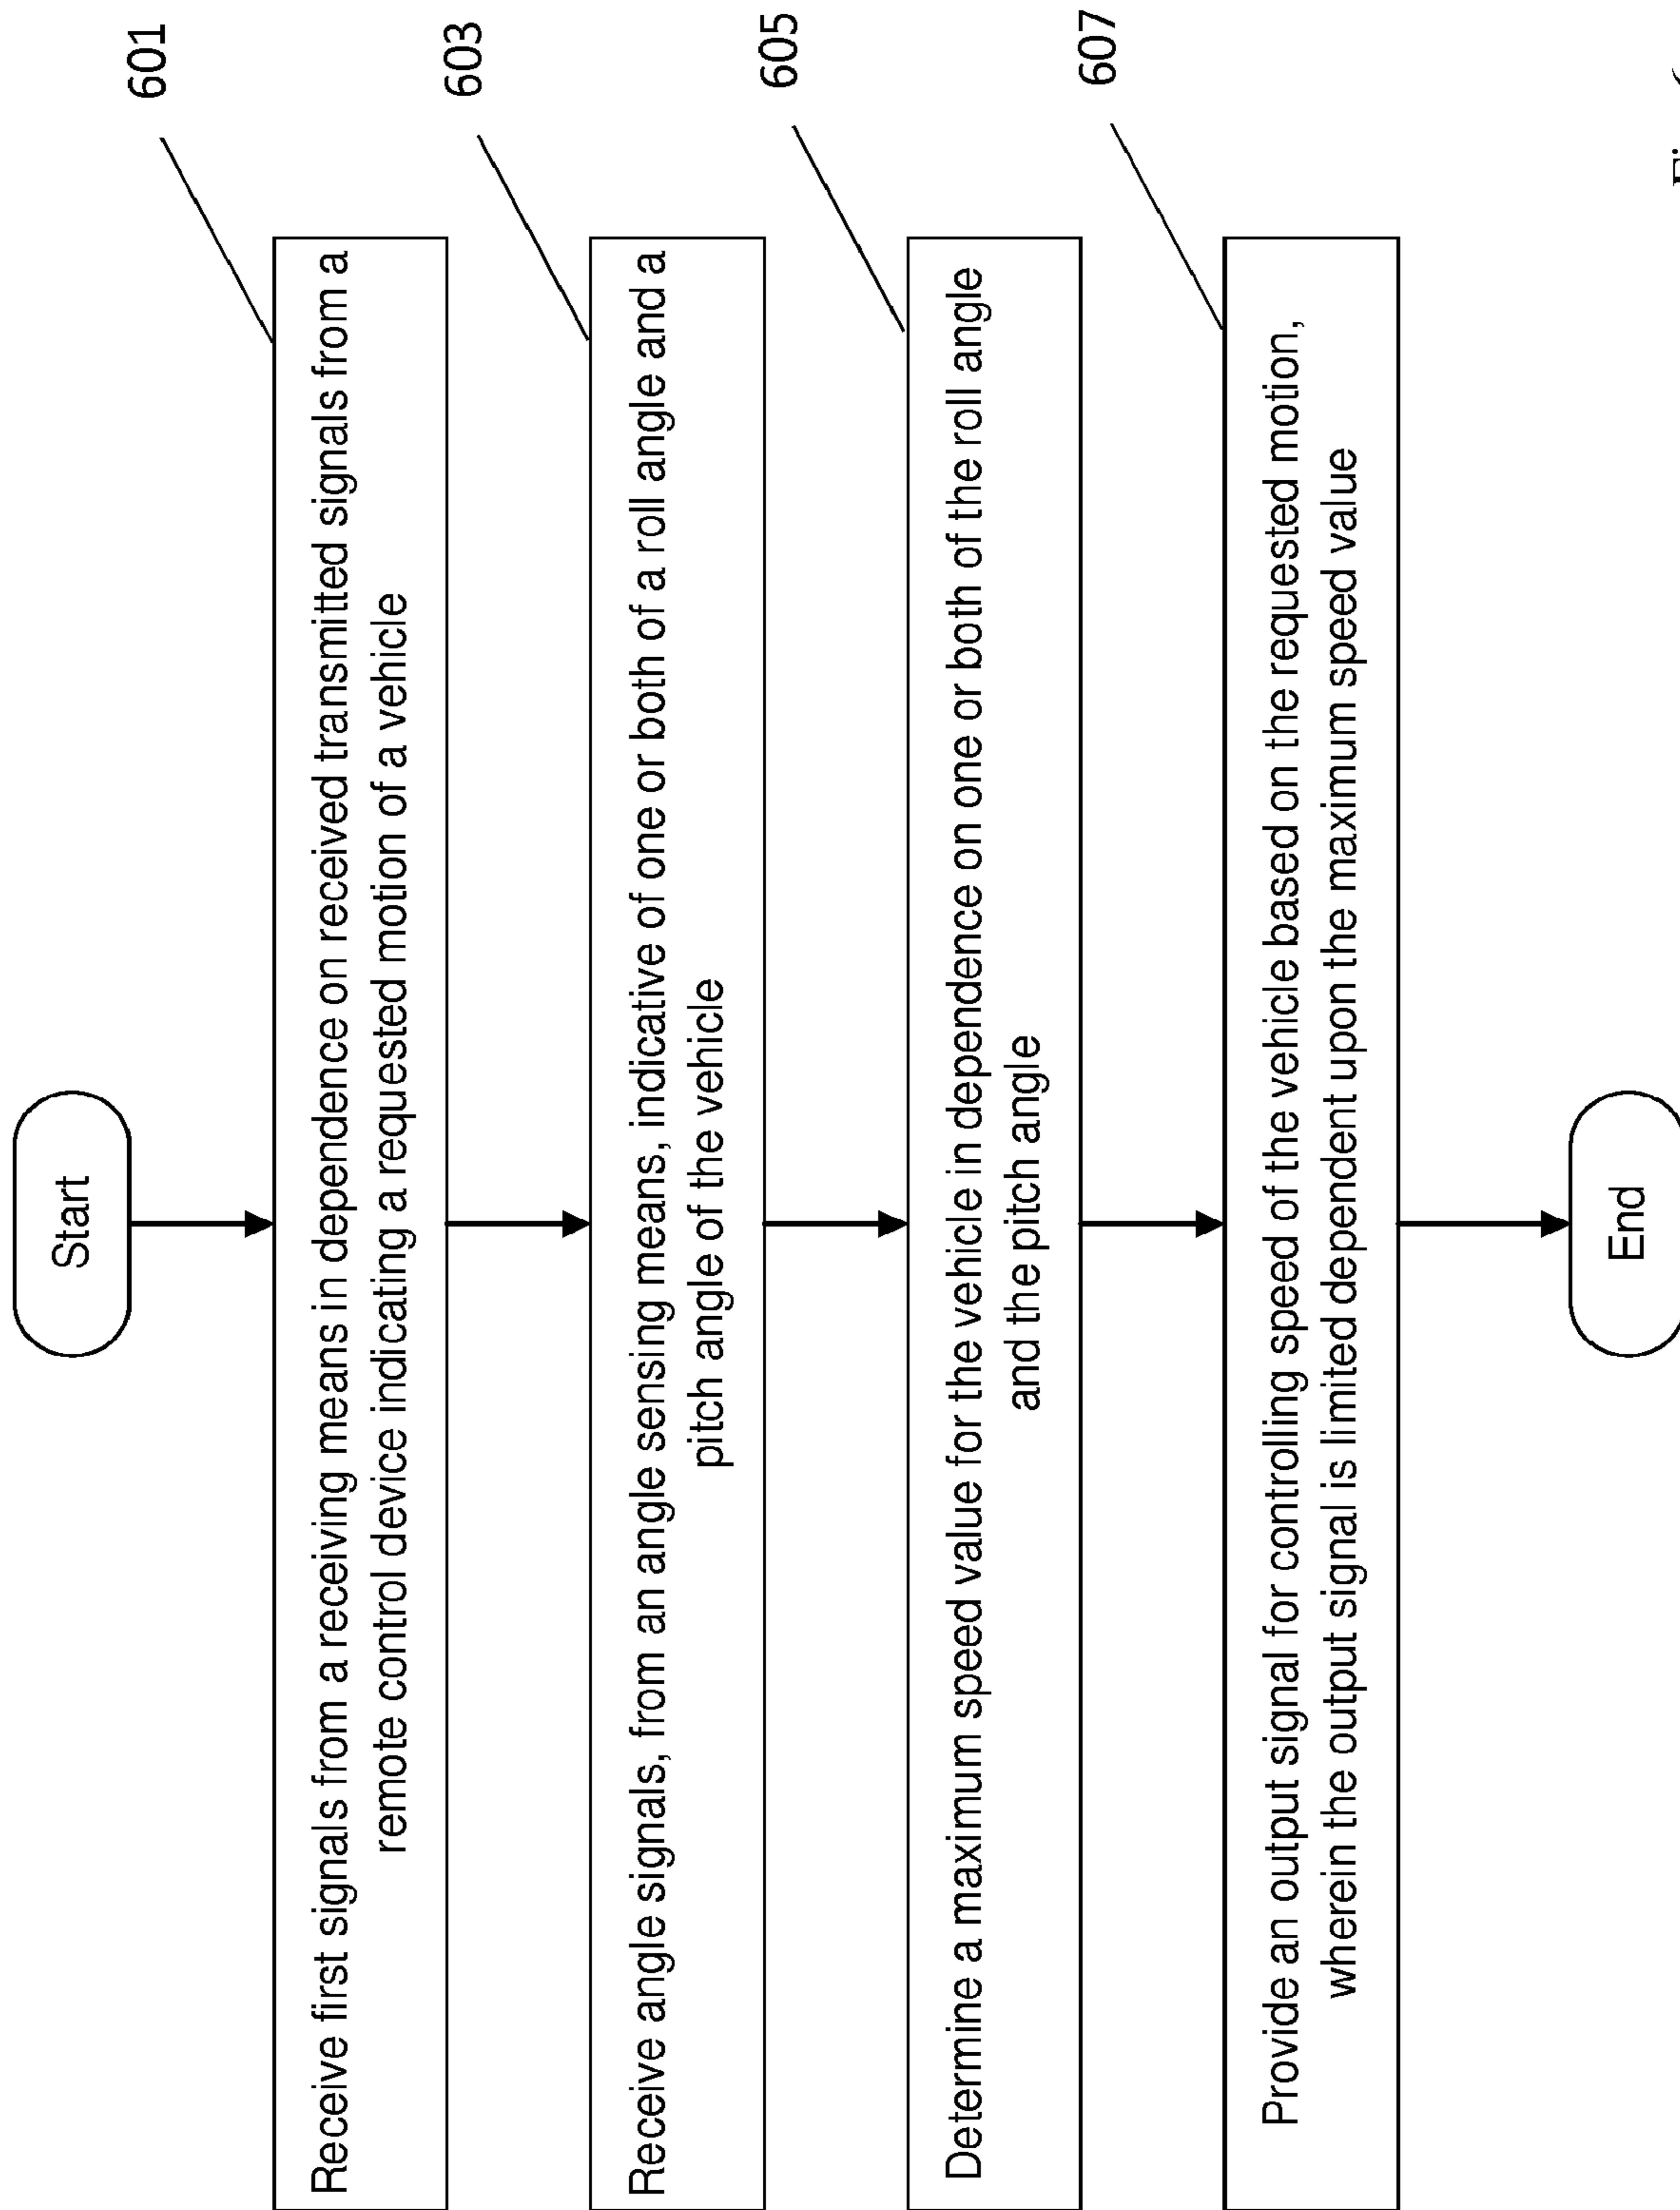 Start
601
Receive first signals from a receiving means in dependence on received transmitted signals from a
remote control device indicating a requested motion of a vehicle
603
Receive angle signals, from an angle sensing means, indicative of one or both of a roll angle and a
pitch angle of the vehicle
605
Determine a maximum speed value for the vehicle in dependence on one or both of the roll angle
and the pitch angle
607
Provide an output signal for controlling speed of the vehicle based on the requested motion,
wherein the output signal is limited dependent upon the maximum speed value
End